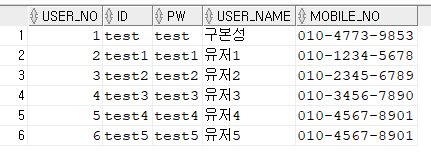 USER_NO ID PW USER_NAME MOBILE_NO
1 1 test test 구본성 010-4773-9853
2 2 test1 test1 유저1 010-1234-5678
3 3 test2 test2 유저2 010-2345-6789
4 4 test3 test3 유저3 010-3456-7890
5 5 test4 test4 유저4 010-4567-8901
6 6 test5 test5 유저5 010-4567-8901